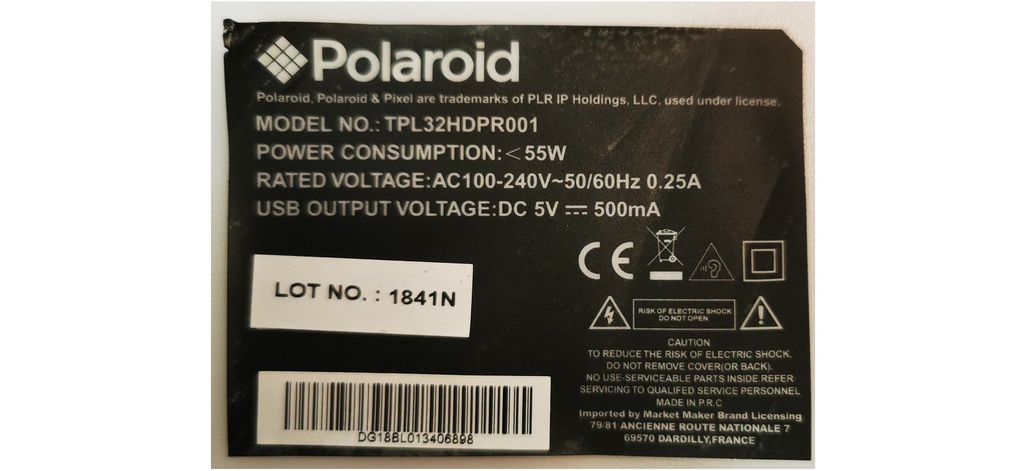 Polaroid
Polaroid, Polaroid & Pixel are trademarks of PLR IP Holdings, LLC, used under license.
MODEL NO.: TPL32HDPR001
POWER CONSUMPTION:<55W
RATED VOLTAGE:AC100-240V~50/60Hz 0.25A
USB OUTPUT VOLTAGE:DC 5V ⎓ 500mA
CE
LOT NO. : 1841N
RISK OF ELECTRIC SHOCK
DO NOT OPEN
CAUTION
TO REDUCE THE RISK OF ELECTRIC SHOCK,
DO NOT REMOVE COVER(OR BACK).
NO USE-SERVICEABLE PARTS INSIDE.REFER
SERVICING TO QUALIFED SERVICE PERSONNEL
MADE IN P.R.C
Imported by Market Maker Brand Licensing
79/81 ANCIENNE ROUTE NATIONALE 7
69570 DARDILLY,FRANCE
DG18BL013406898